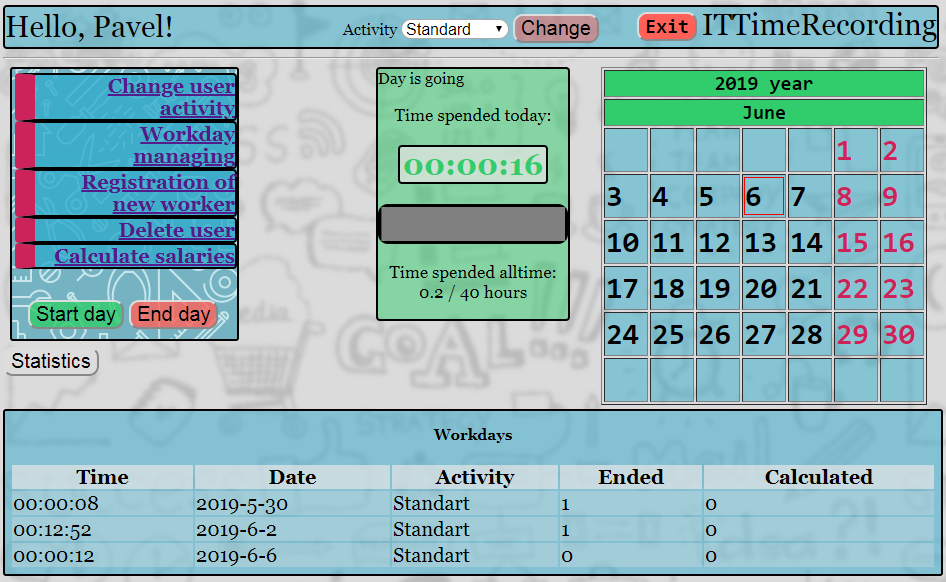 Hello, Pavel!
Activity Standard Change
Exit ITTimeRecording
Change user
activity
Workday
managing
Registration of
new worker
Delete user
Calculate salaries
Start day End day
Statistics
Day is going
Time spended today:
00:00:16
Time spended alltime:
0.2 / 40 hours
2019 year
June
1 2
3 4 5 6 7 8 9
10 11 12 13 14 15 16
17 18 19 20 21 22 23
24 25 26 27 28 29 30
GOAL!!!
STRATEGY
Workdays
Time Date Activity Ended Calculated
00:00:08 2019-5-30 Standart 1 0
00:12:52 2019-6-2 Standart 1 0
00:00:12 2019-6-6 Standart 0 0